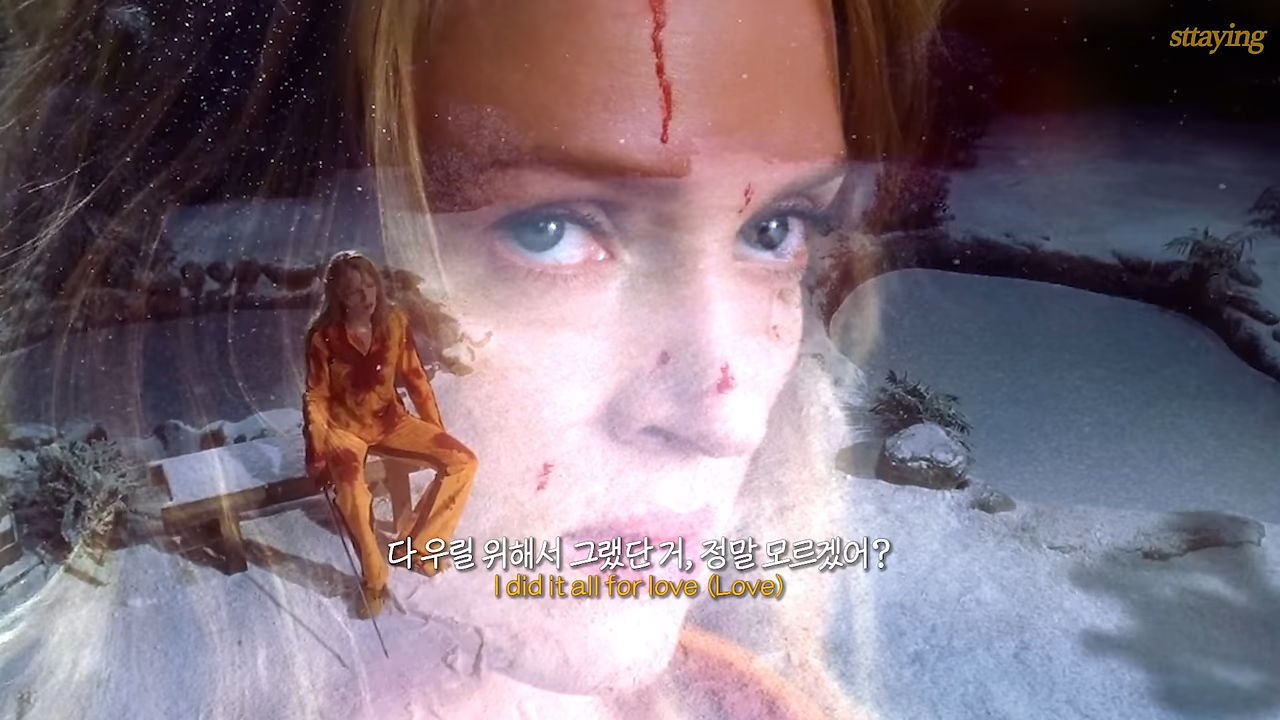 sttaying
다 우릴 위해서 그랬단 거, 정말 모르겠어?
I did it all for love (Love)